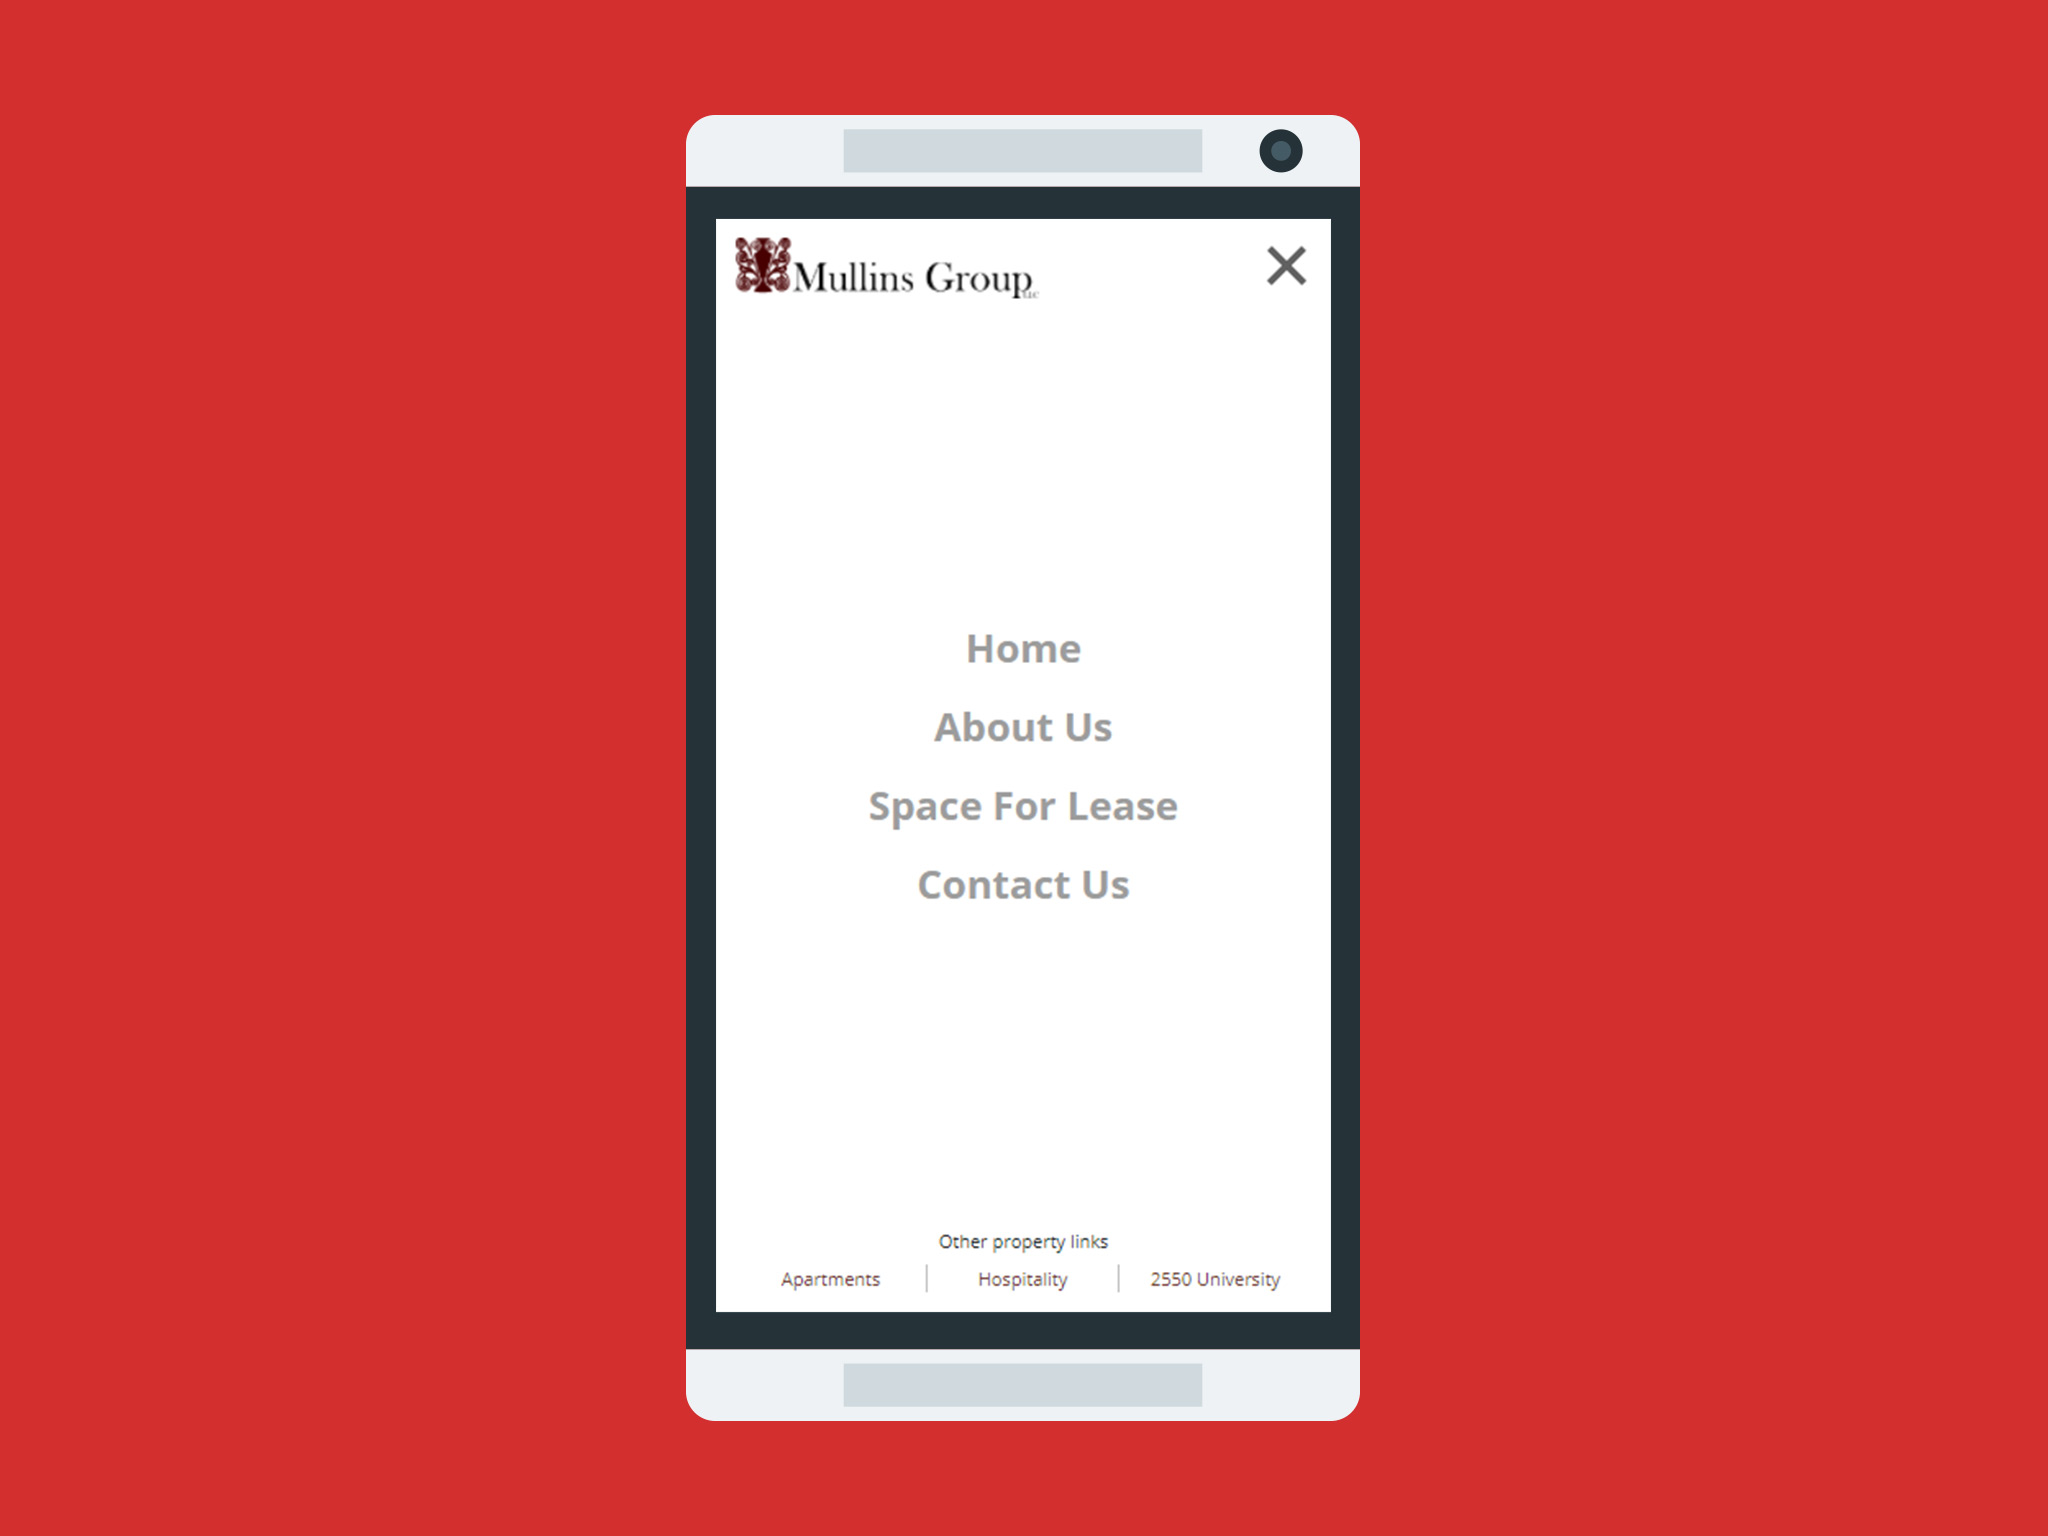 Mullins Group LLC
Home
About Us
Space For Lease
Contact Us
Other property links
Apartments
Hospitality
2550 University